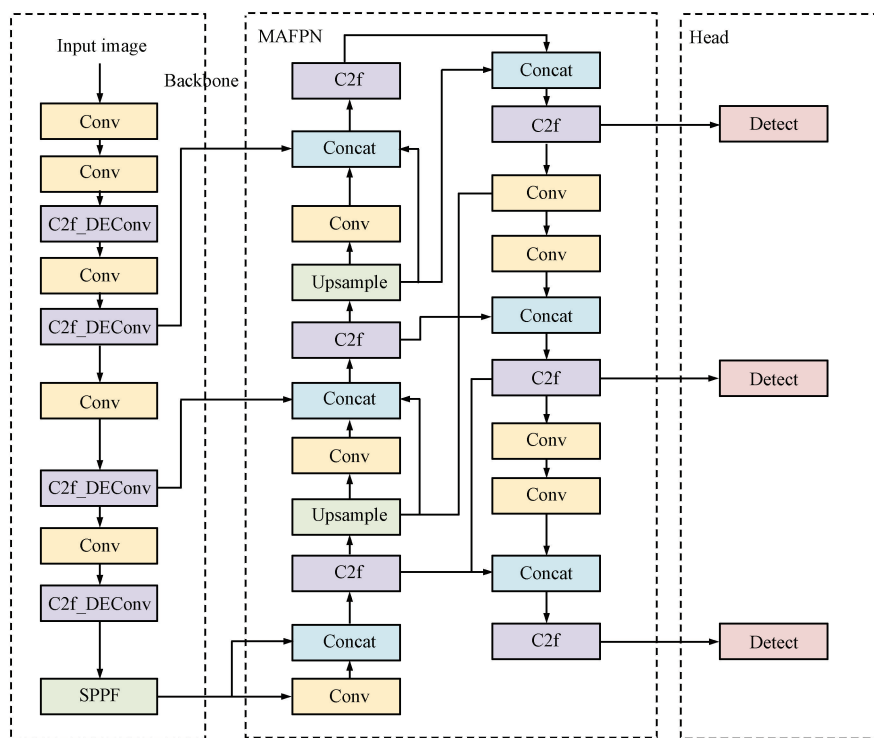 Input image
Backbone
Conv
Conv
C2f_DEConv
Conv
C2f_DEConv
Conv
C2f_DEConv
Conv
C2f_DEConv
SPPF
MAFPN
C2f
Concat
Conv
Upsample
C2f
Concat
Conv
Upsample
C2f
Concat
Conv
Concat
C2f
Conv
Conv
Concat
C2f
Conv
Conv
Concat
C2f
Head
Detect
Detect
Detect